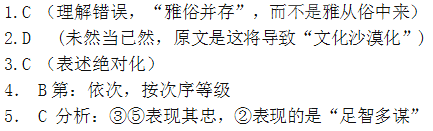 1.C（理解错误，“雅俗并存”，而不是雅从俗中来）
2.D （未然当已然，原文是这将导致“文化沙漠化”）
3.C（表述绝对化）
4． B 第：依次，按次序等级
5． C 分析：③⑤表现其忠，②表现的是“足智多谋”